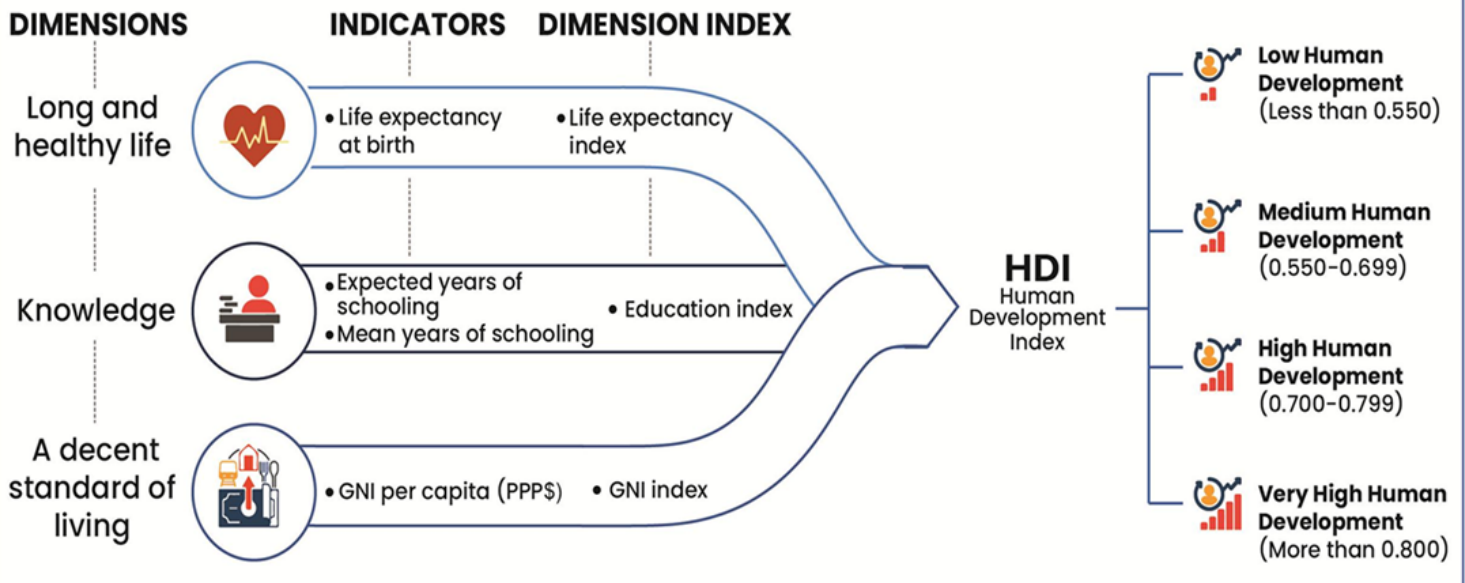 DIMENSIONS
INDICATORS
DIMENSION INDEX
Long and
healthy life
• Life expectancy
at birth
• Life expectancy
index
Knowledge
• Expected years of
schooling
• Mean years of schooling
• Education index
A decent
standard of
living
• GNI per capita (PPP$)
• GNI index
HDI
Human
Development
Index
Low Human
Development
(Less than 0.550)
Medium Human
Development
(0.550-0.699)
High Human
Development
(0.700-0.799)
Very High Human
Development
(More than 0.800)